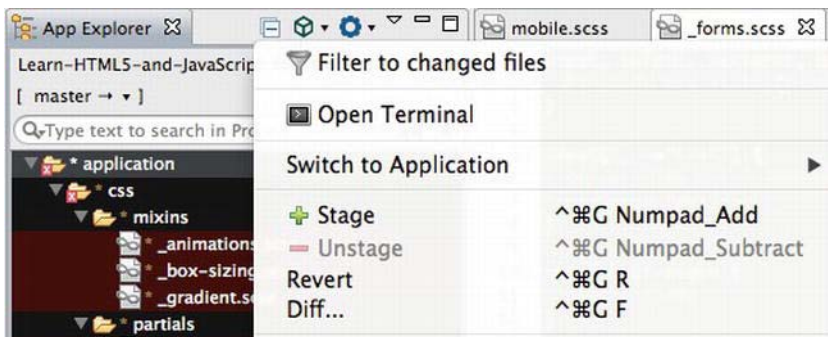 App Explorer
mobile.scss
_forms.scss
Learn-HTML5-and-JavaScrip
[ master → ▾ ]
Type text to search in Pro
* application
* css
* mixins
* _animations
* _box-sizing
* _gradient.s
* partials
Filter to changed files
Open Terminal
Switch to Application
Stage ^⌘G Numpad_Add
Unstage ^⌘G Numpad_Subtract
Revert ^⌘G R
Diff... ^⌘G F